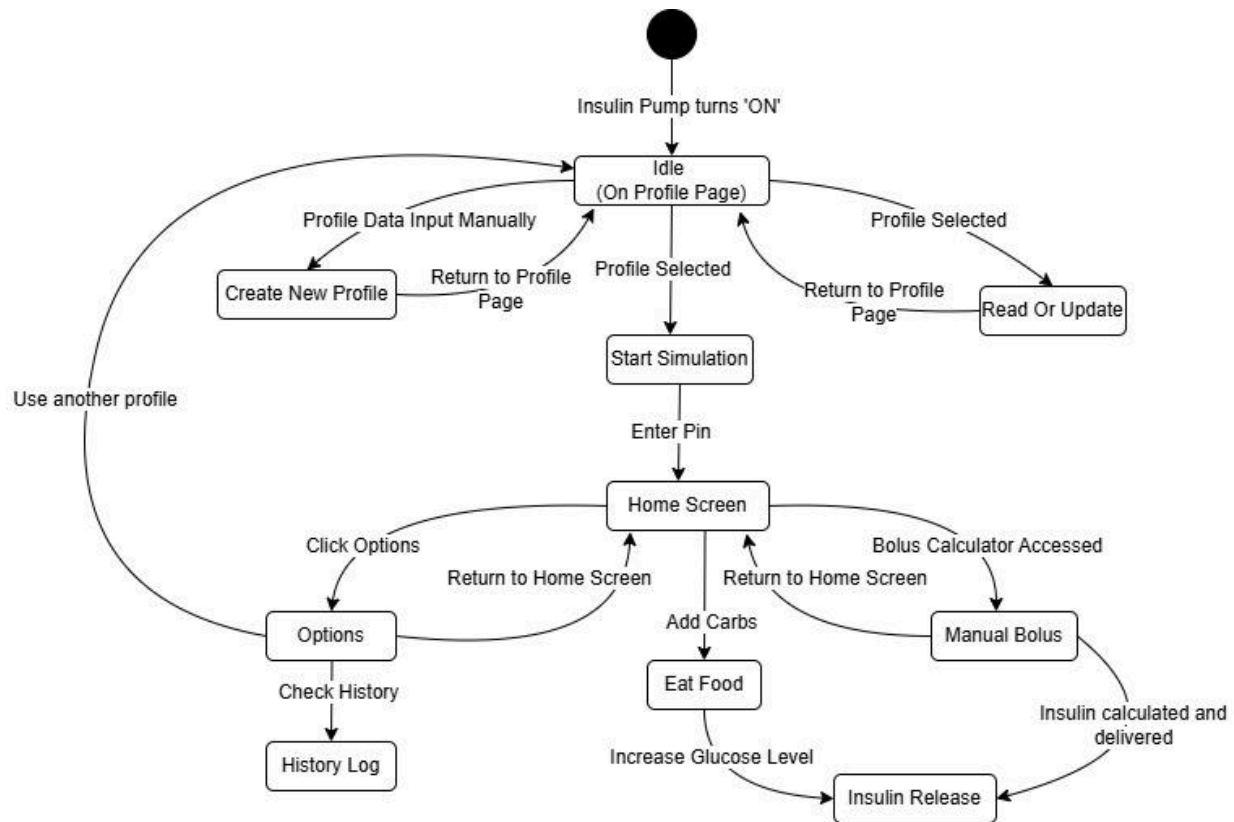 Insulin Pump turns 'ON'
Idle
(On Profile Page)
Profile Data Input Manually
Profile Selected
Profile Selected
Return to Profile
Page
Return to Profile
Page
Create New Profile
Read Or Update
Start Simulation
Use another profile
Enter Pin
Home Screen
Click Options
Bolus Calculator Accessed
Return to Home Screen
Return to Home Screen
Add Carbs
Options
Manual Bolus
Eat Food
Check History
Insulin calculated and
delivered
Increase Glucose Level
History Log
Insulin Release